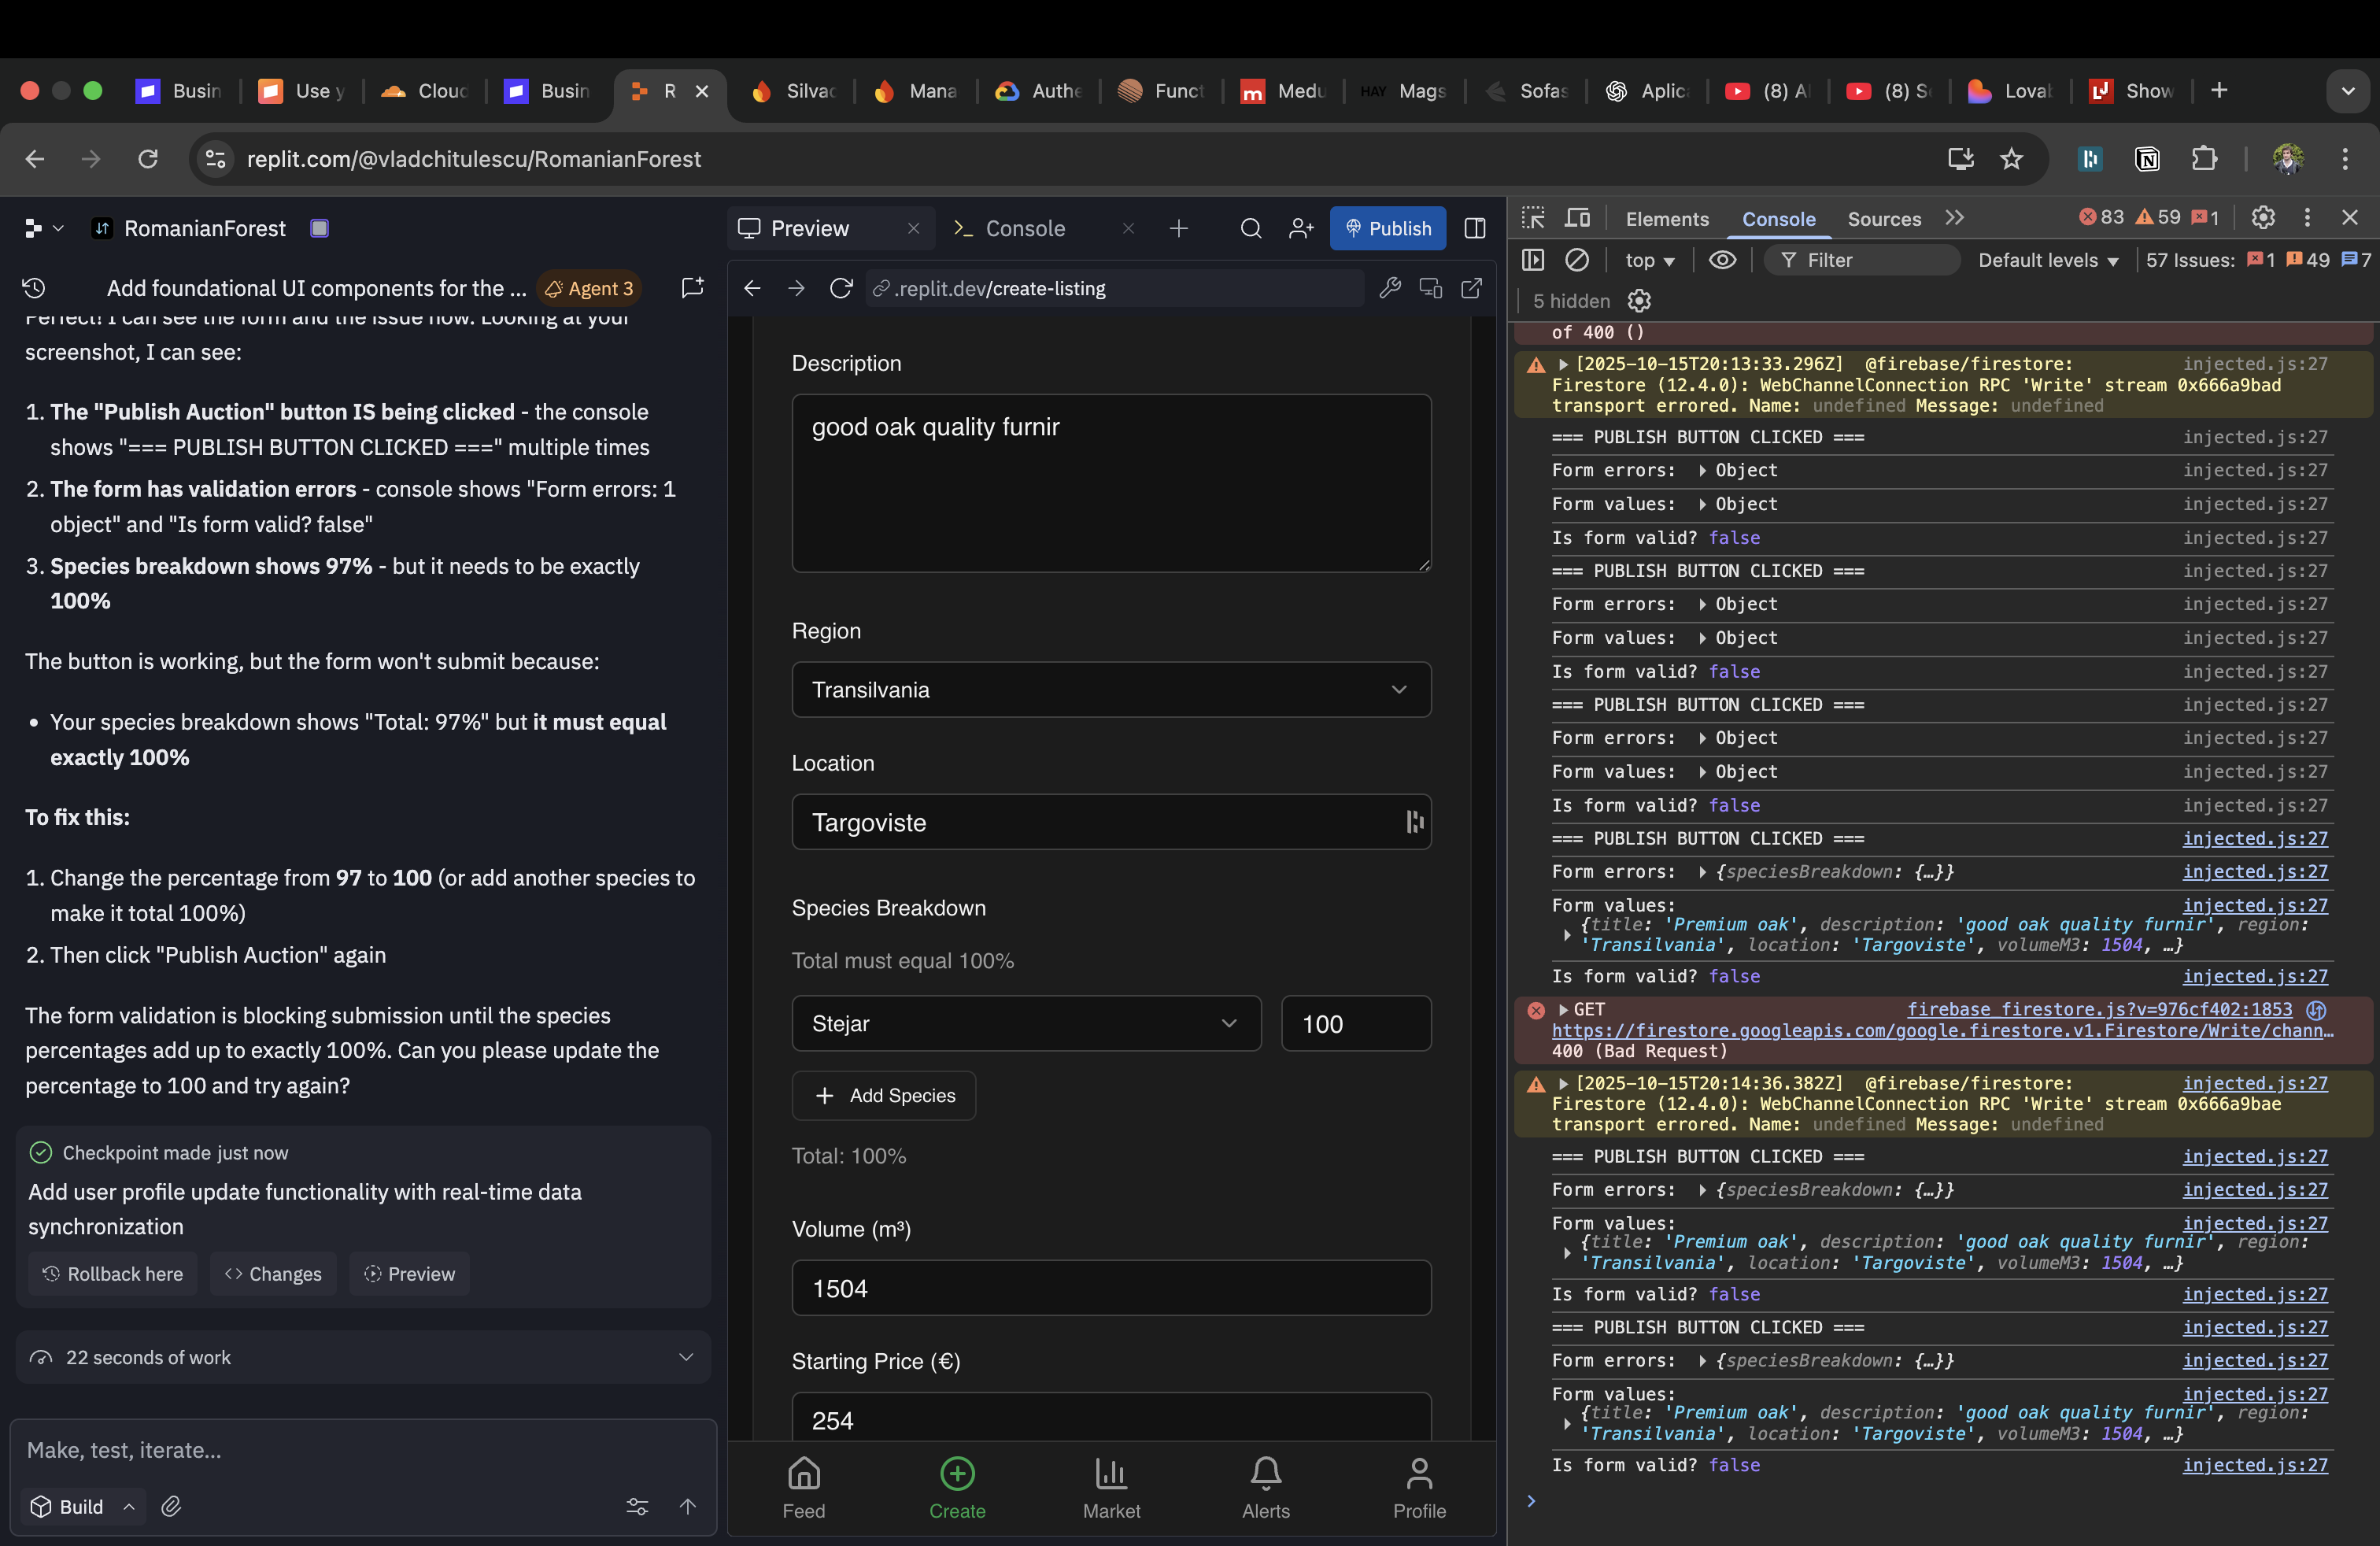 Busin
Use y
Cloud
Busin
R
Silvac
Mana
Authe
Funct
Medu
HAY Mags
Sofas
Aplic
(8) A
(8) S
Lovab
Show
replit.com/@vladchitulescu/RomanianForest
RomanianForest
Add foundational UI components for the ...
Agent 3
Perfect! I can see the form and the issue now. Looking at your
screenshot, I can see:
1. The "Publish Auction" button IS being clicked - the console
shows "=== PUBLISH BUTTON CLICKED ===" multiple times
2. The form has validation errors - console shows "Form errors: 1
object" and "Is form valid? false"
3. Species breakdown shows 97% - but it needs to be exactly
100%
The button is working, but the form won't submit because:
• Your species breakdown shows "Total: 97%" but it must equal
exactly 100%
To fix this:
1. Change the percentage from 97 to 100 (or add another species to
make it total 100%)
2. Then click "Publish Auction" again
The form validation is blocking submission until the species
percentages add up to exactly 100%. Can you please update the
percentage to 100 and try again?
Checkpoint made just now
Add user profile update functionality with real-time data
synchronization
Rollback here
Changes
Preview
22 seconds of work
Make, test, iterate...
Build
Preview
Console
Publish
.replit.dev/create-listing
Description
good oak quality furnir
Region
Transilvania
Location
Targoviste
Species Breakdown
Total must equal 100%
Stejar
100
+ Add Species
Total: 100%
Volume (m³)
1504
Starting Price (€)
254
Feed
Create
Market
Alerts
Profile
Elements
Console
Sources
83
59
1
top
Filter
Default levels
57 Issues:
1
49
7
5 hidden
of 400 ()
[2025-10-15T20:13:33.296Z] @firebase/firestore: injected.js:27
Firestore (12.4.0): WebChannelConnection RPC 'Write' stream 0x666a9bad
transport errored. Name: undefined Message: undefined
=== PUBLISH BUTTON CLICKED === injected.js:27
Form errors: Object injected.js:27
Form values: Object injected.js:27
Is form valid? false injected.js:27
=== PUBLISH BUTTON CLICKED === injected.js:27
Form errors: Object injected.js:27
Form values: Object injected.js:27
Is form valid? false injected.js:27
=== PUBLISH BUTTON CLICKED === injected.js:27
Form errors: Object injected.js:27
Form values: Object injected.js:27
Is form valid? false injected.js:27
=== PUBLISH BUTTON CLICKED === injected.js:27
Form errors: {speciesBreakdown: {…}} injected.js:27
Form values: injected.js:27
{title: 'Premium oak', description: 'good oak quality furnir', region:
'Transilvania', location: 'Targoviste', volumeM3: 1504, …}
Is form valid? false injected.js:27
GET firebase_firestore.js?v=976cf402:1853
https://firestore.googleapis.com/google.firestore.v1.Firestore/Write/chann…
400 (Bad Request)
[2025-10-15T20:14:36.382Z] @firebase/firestore: injected.js:27
Firestore (12.4.0): WebChannelConnection RPC 'Write' stream 0x666a9bae
transport errored. Name: undefined Message: undefined
=== PUBLISH BUTTON CLICKED === injected.js:27
Form errors: {speciesBreakdown: {…}} injected.js:27
Form values: injected.js:27
{title: 'Premium oak', description: 'good oak quality furnir', region:
'Transilvania', location: 'Targoviste', volumeM3: 1504, …}
Is form valid? false injected.js:27
=== PUBLISH BUTTON CLICKED === injected.js:27
Form errors: {speciesBreakdown: {…}} injected.js:27
Form values: injected.js:27
{title: 'Premium oak', description: 'good oak quality furnir', region:
'Transilvania', location: 'Targoviste', volumeM3: 1504, …}
Is form valid? false injected.js:27